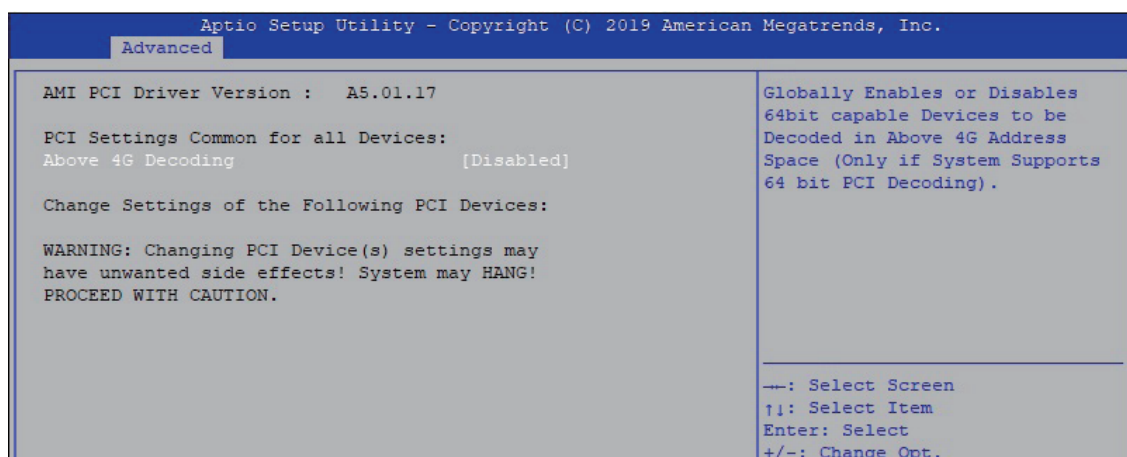 Aptio Setup Utility – Copyright (C) 2019 American Megatrends, Inc.
Advanced
AMI PCI Driver Version : A5.01.17
PCI Settings Common for all Devices:
Above 4G Decoding [Disabled]
Change Settings of the Following PCI Devices:
WARNING: Changing PCI Device(s) settings may
have unwanted side effects! System may HANG!
PROCEED WITH CAUTION.
Globally Enables or Disables
64bit capable Devices to be
Decoded in Above 4G Address
Space (Only if System Supports
64 bit PCI Decoding).
→←: Select Screen
↑↓: Select Item
Enter: Select
+/-: Change Opt.